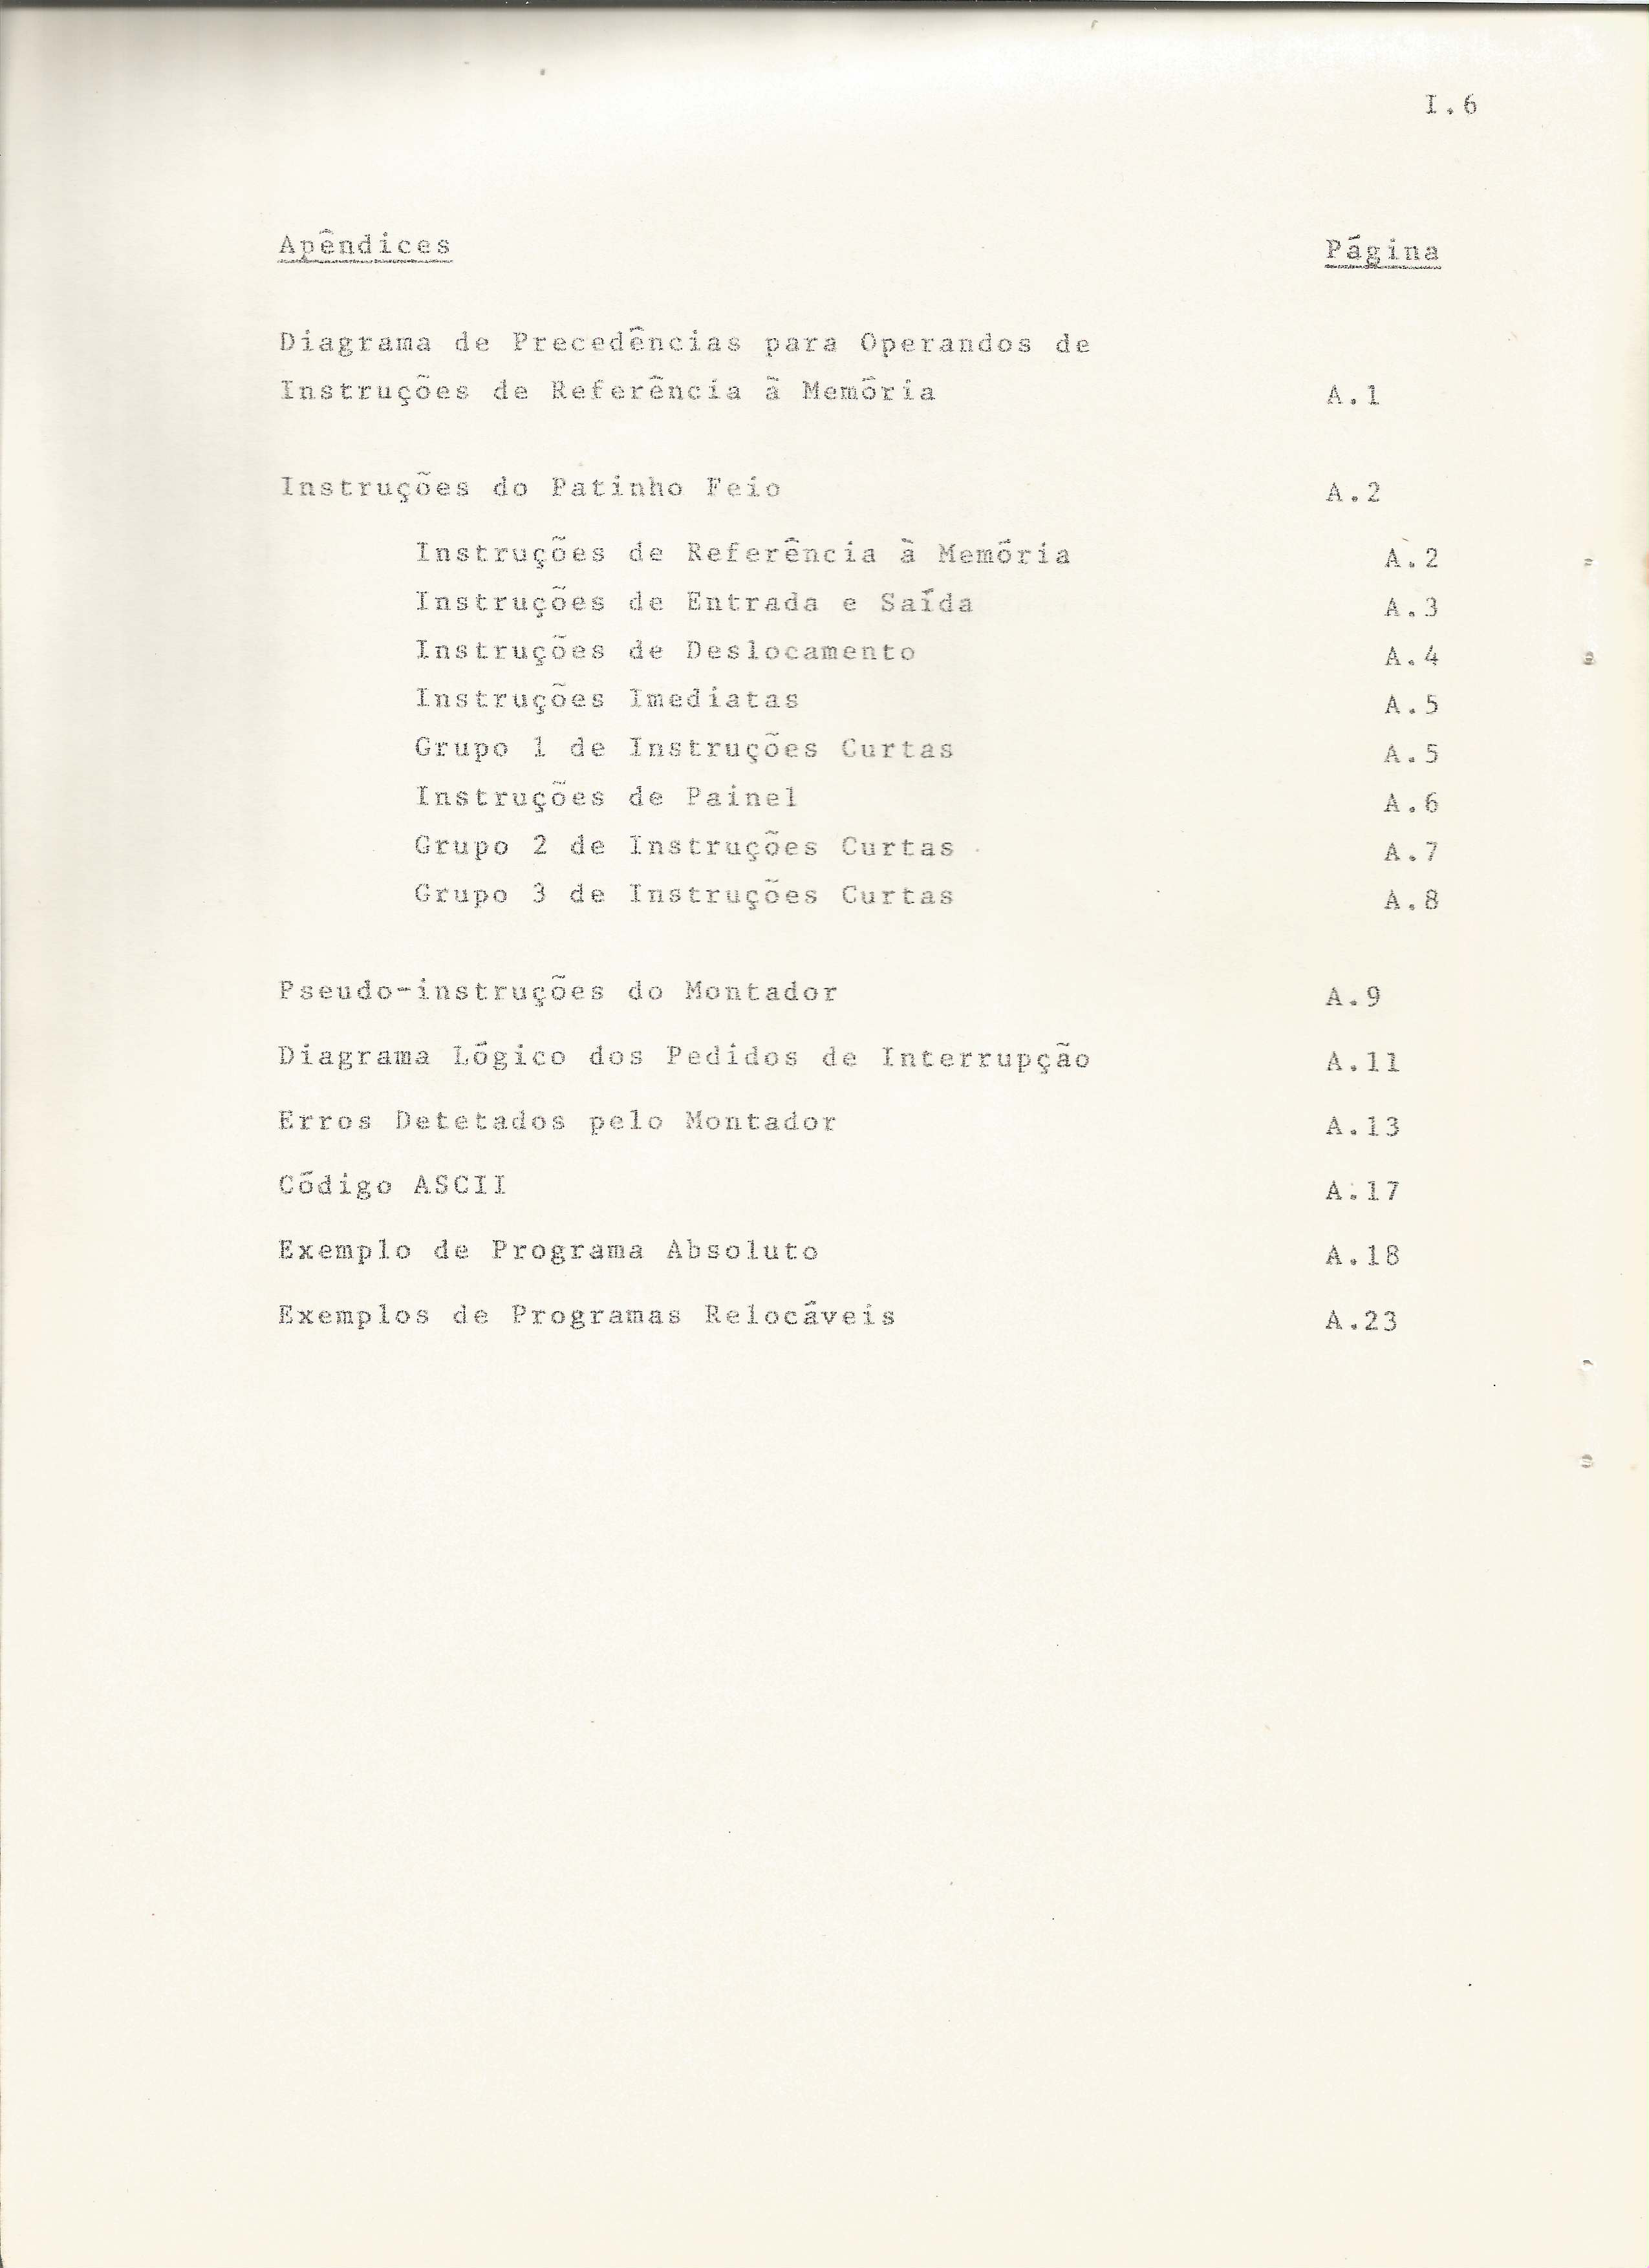 I.6
Apêndices Página
Diagrama de Precedências para Operandos de
Instruções de Referência à Memória A.1
Instruções do Patinho Feio A.2
Instruções de Referência à Memória A.2
Instruções de Entrada e Saída A.3
Instruções de Deslocamento A.4
Instruções Imediatas A.5
Grupo 1 de Instruções Curtas A.5
Instruções de Painel A.6
Grupo 2 de Instruções Curtas A.7
Grupo 3 de Instruções Curtas A.8
Pseudo-instruções do Montador A.9
Diagrama Lógico dos Pedidos de Interrupção A.11
Erros Detetados pelo Montador A.13
Código ASCII A.17
Exemplo de Programa Absoluto A.18
Exemplos de Programas Relocáveis A.23